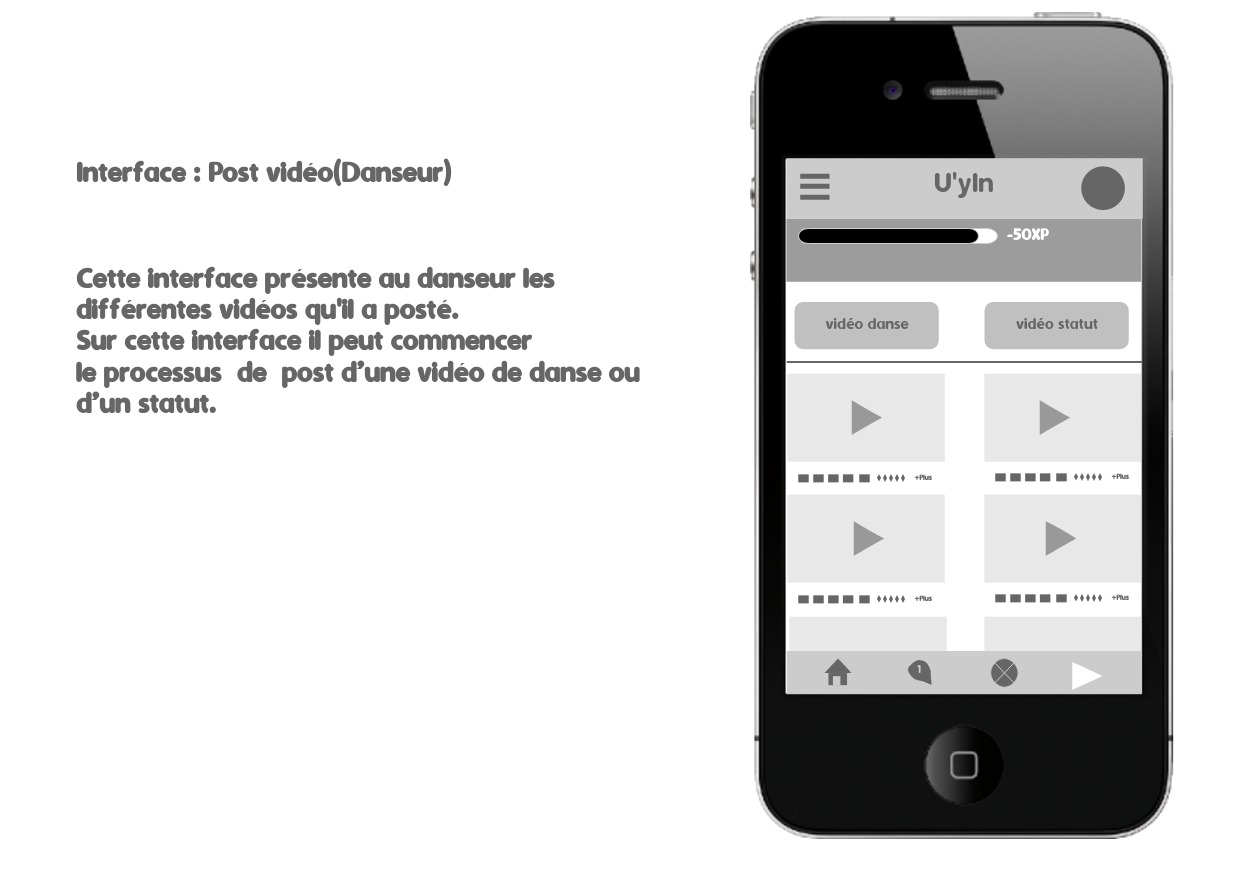 Interface : Post vidéo(Danseur)
Cette interface présente au danseur les
différentes vidéos qu'il a posté.
Sur cette interface il peut commencer
le processus  de  post d’une vidéo de danse ou
d’un statut.
U'yIn
-50XP
vidéo danse
vidéo statut
+Plus
+Plus
+Plus
+Plus
1